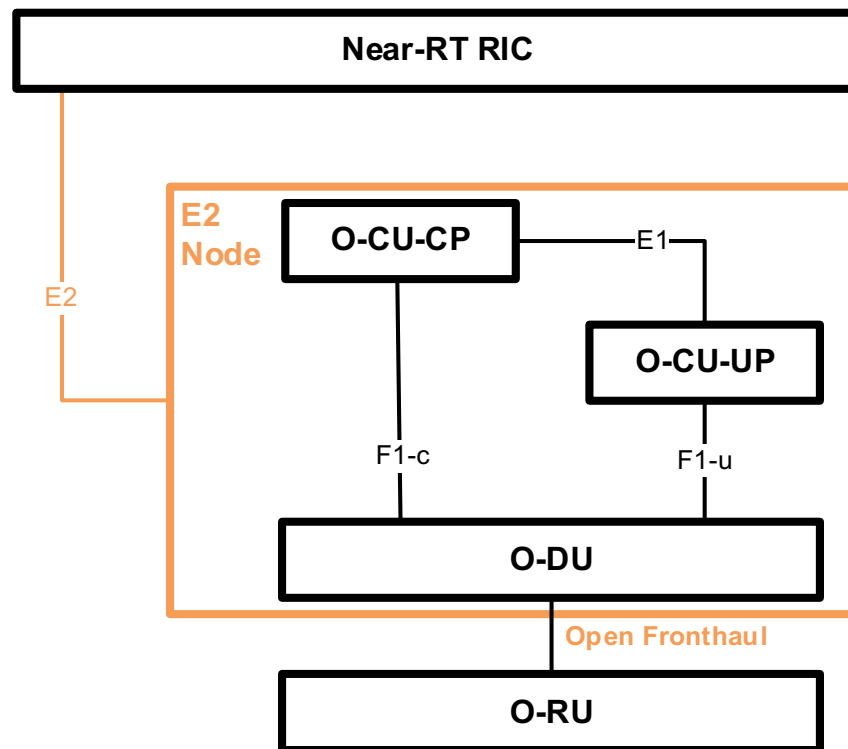 Near-RT RIC
E2
Node
O-CU-CP
E1
E2
O-CU-UP
F1-c
F1-u
O-DU
Open Fronthaul
O-RU